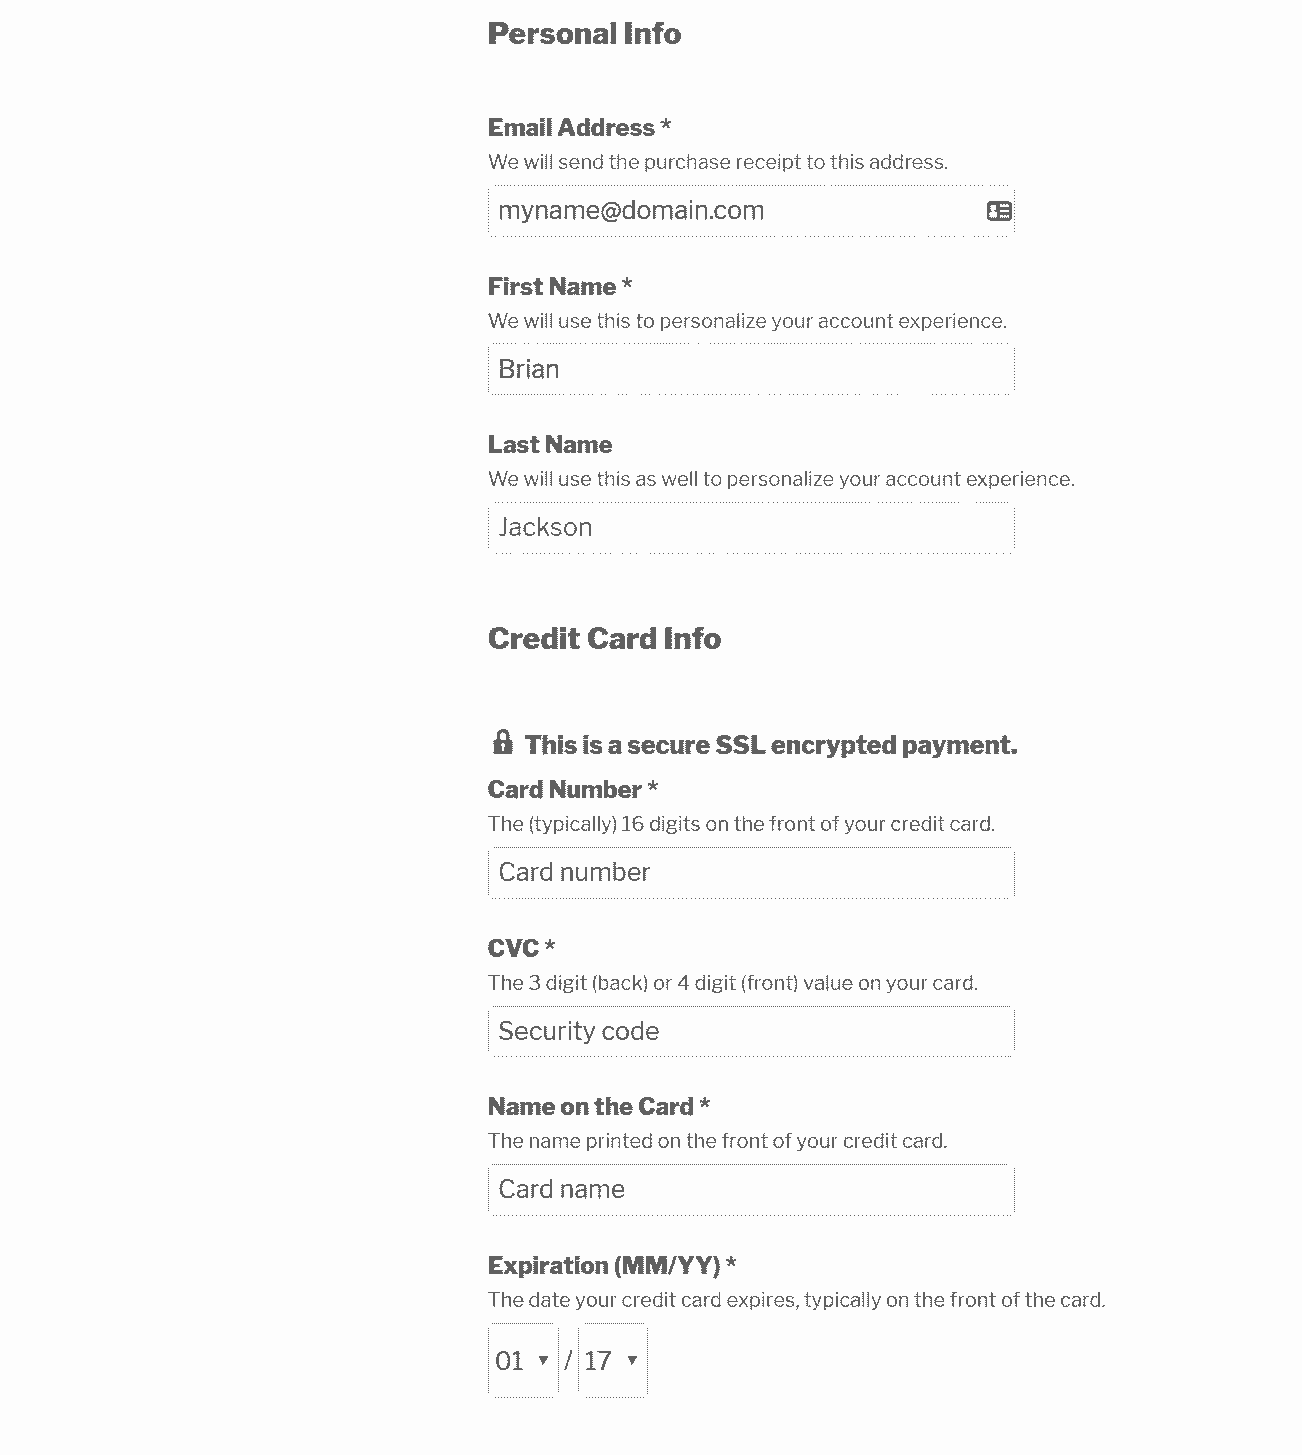 Personal Info
Email Address *
We will send the purchase receipt to this address.
myname@domain.com
First Name *
We will use this to personalize your account experience.
Brian
Last Name
We will use this as well to personalize your account experience.
Jackson
Credit Card Info
This is a secure SSL encrypted payment.
Card Number *
The (typically) 16 digits on the front of your credit card.
Card number
CVC *
The 3 digit (back) or 4 digit (front) value on your card.
Security code
Name on the Card *
The name printed on the front of your credit card.
Card name
Expiration (MM/YY) *
The date your credit card expires, typically on the front of the card.
01 / 17